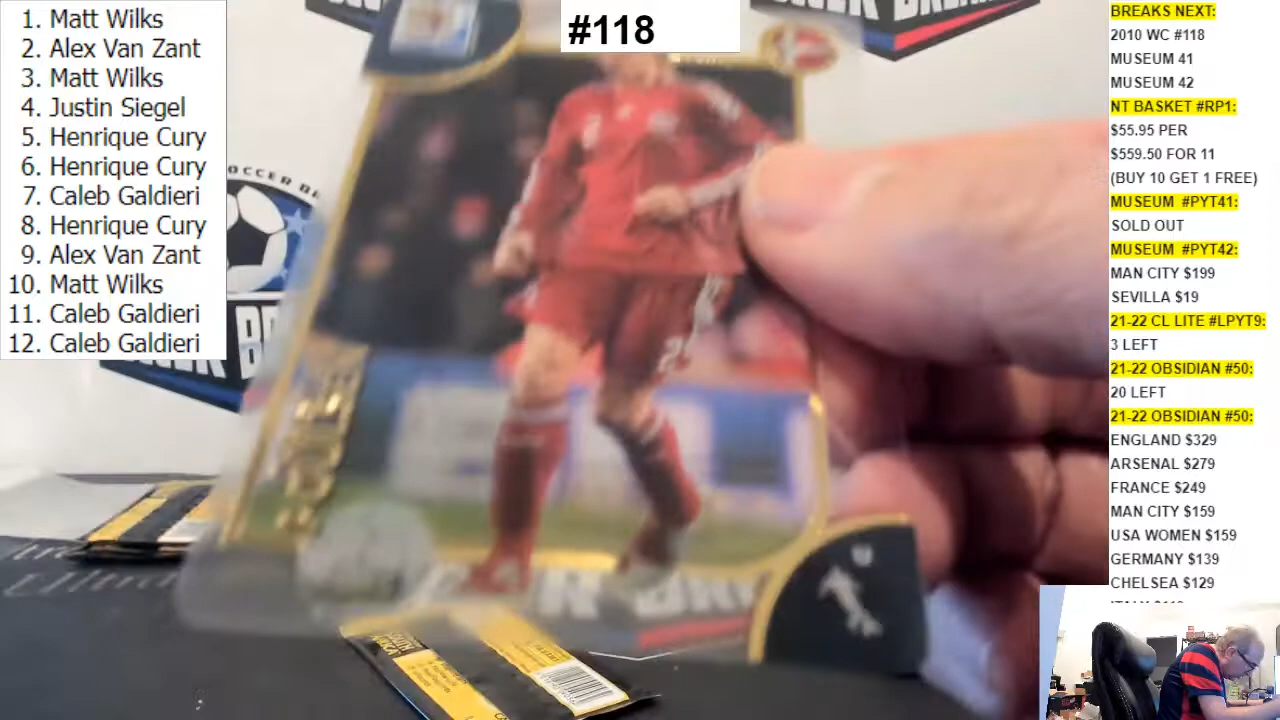 1. Matt Wilks
2. Alex Van Zant
3. Matt Wilks
4. Justin Siegel
5. Henrique Cury
6. Henrique Cury
7. Caleb Galdieri
8. Henrique Cury
9. Alex Van Zant
10. Matt Wilks
11. Caleb Galdieri
12. Caleb Galdieri
#118
BREAKS NEXT:
2010 WC #118
MUSEUM 41
MUSEUM 42
NT BASKET #RP1:
$55.95 PER
$559.50 FOR 11
(BUY 10 GET 1 FREE)
MUSEUM #PYT41:
SOLD OUT
MUSEUM #PYT42:
MAN CITY $199
SEVILLA $19
21-22 CL LITE #LPYT9:
3 LEFT
21-22 OBSIDIAN #50:
20 LEFT
21-22 OBSIDIAN #50:
ENGLAND $329
ARSENAL $279
FRANCE $249
MAN CITY $159
USA WOMEN $159
GERMANY $139
CHELSEA $129